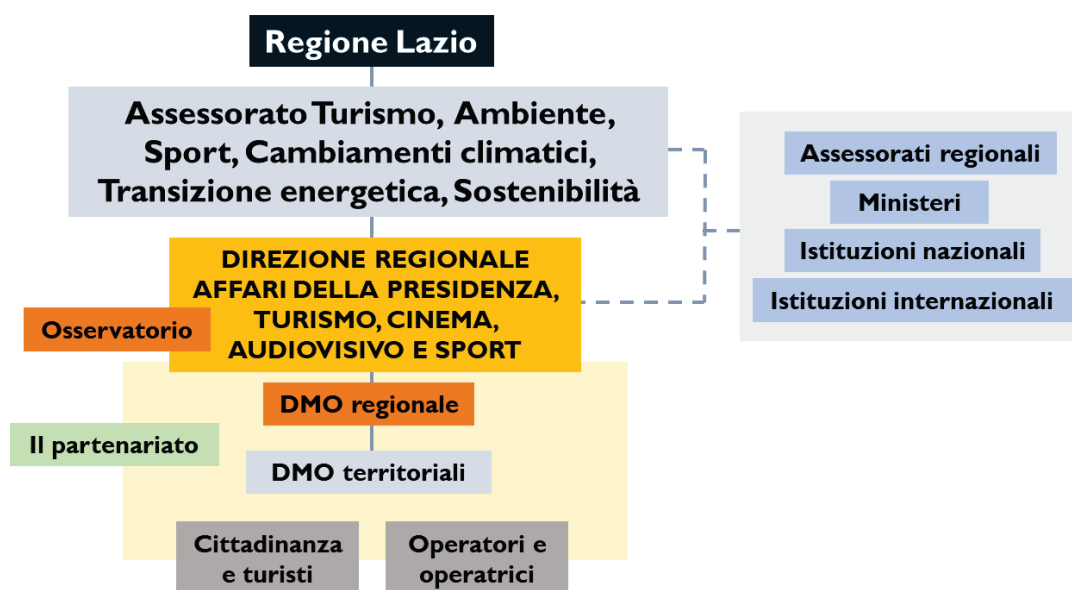 Regione Lazio
Assessorato Turismo, Ambiente,
Sport, Cambiamenti climatici,
Transizione energetica, Sostenibilità
DIREZIONE REGIONALE
AFFARI DELLA PRESIDENZA,
TURISMO, CINEMA,
AUDIOVISIVO E SPORT
Osservatorio
DMO regionale
Il partenariato
DMO territoriali
Cittadinanza
e turisti
Operatori e
operatrici
Assessorati regionali
Ministeri
Istituzioni nazionali
Istituzioni internazionali